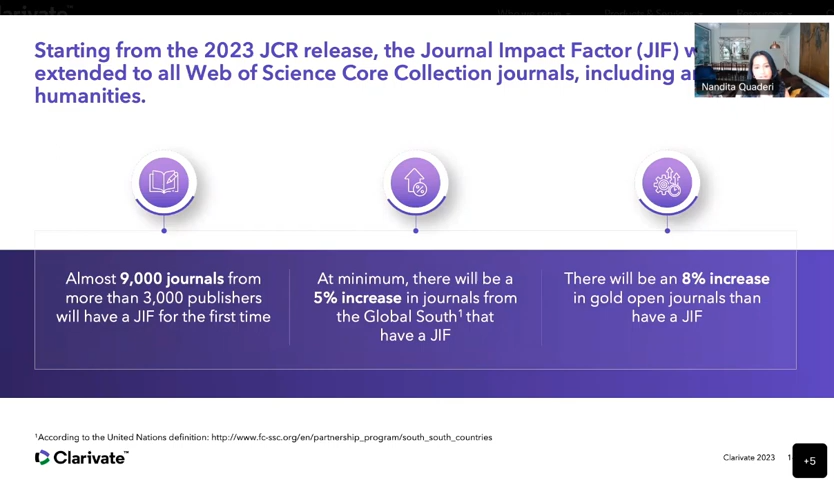 Starting from the 2023 JCR release, the Journal Impact Factor (JIF)
extended to all Web of Science Core Collection journals, including
humanities.
Nandita Quaderi
Almost 9,000 journals from
more than 3,000 publishers
will have a JIF for the first time
At minimum, there will be a
5% increase in journals from
the Global South¹ that
have a JIF
There will be an 8% increase
in gold open journals than
have a JIF
¹According to the United Nations definition: http://www.fc-ssc.org/en/partnership_program/south_south_countries
Clarivate™
Clarivate 2023
+5